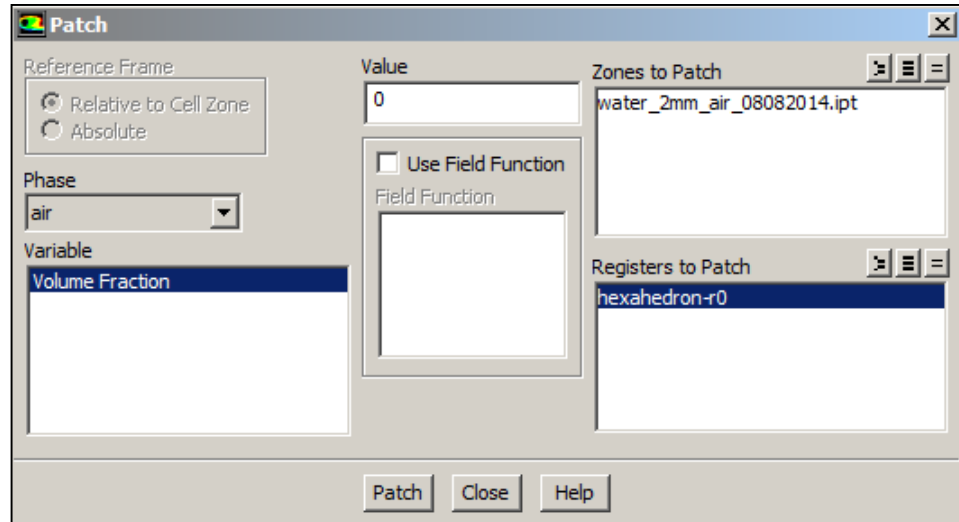 Patch
Reference Frame
Relative to Cell Zone
Absolute
Phase
air
Variable
Volume Fraction
Value
0
Use Field Function
Field Function
Zones to Patch
water_2mm_air_08082014.ipt
Registers to Patch
hexahedron-r0
Patch Close Help